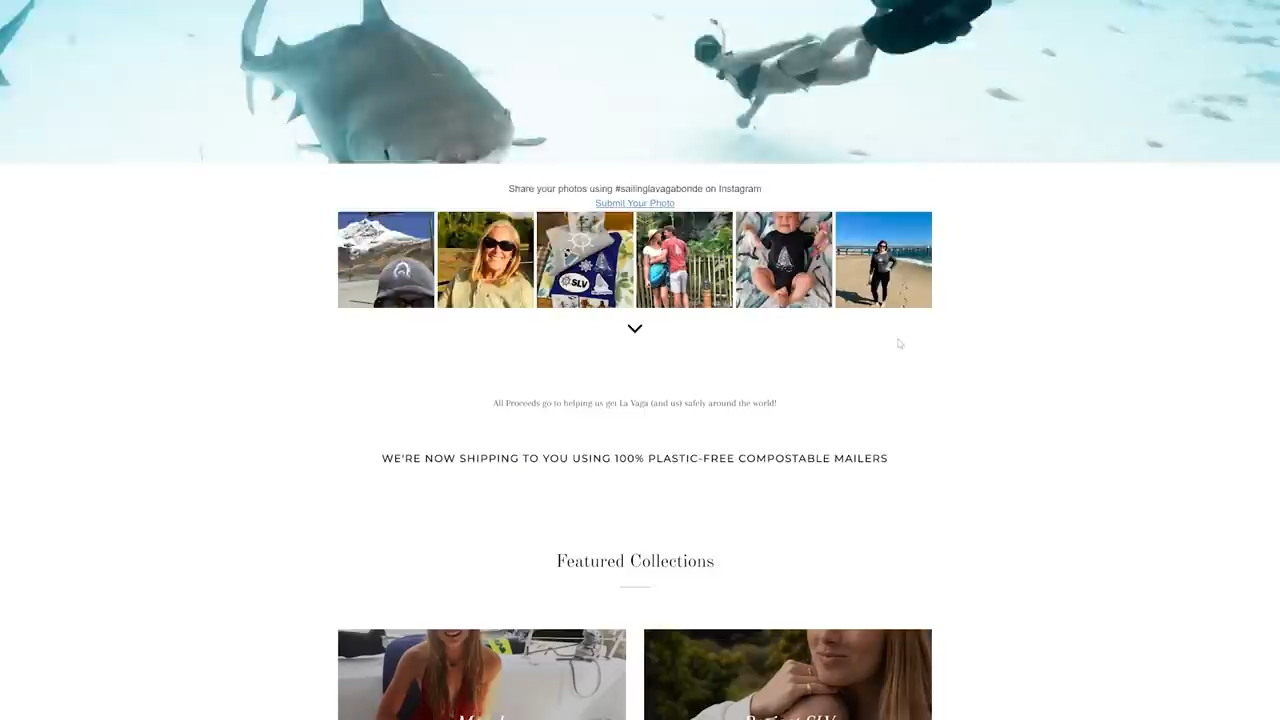 Share your photos using #sailinglavagabonde on Instagram
Submit Your Photo
SLV
All Proceeds go to helping us get La Vaga (and us) safely around the world!
WE'RE NOW SHIPPING TO YOU USING 100% PLASTIC-FREE COMPOSTABLE MAILERS
Featured Collections